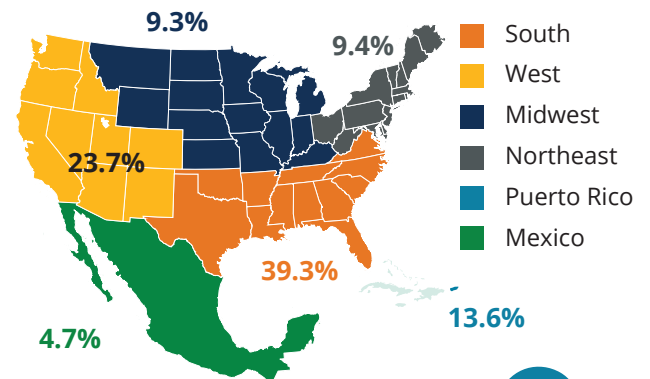 9.3%
9.4%
23.7%
39.3%
13.6%
4.7%
South
West
Midwest
Northeast
Puerto Rico
Mexico